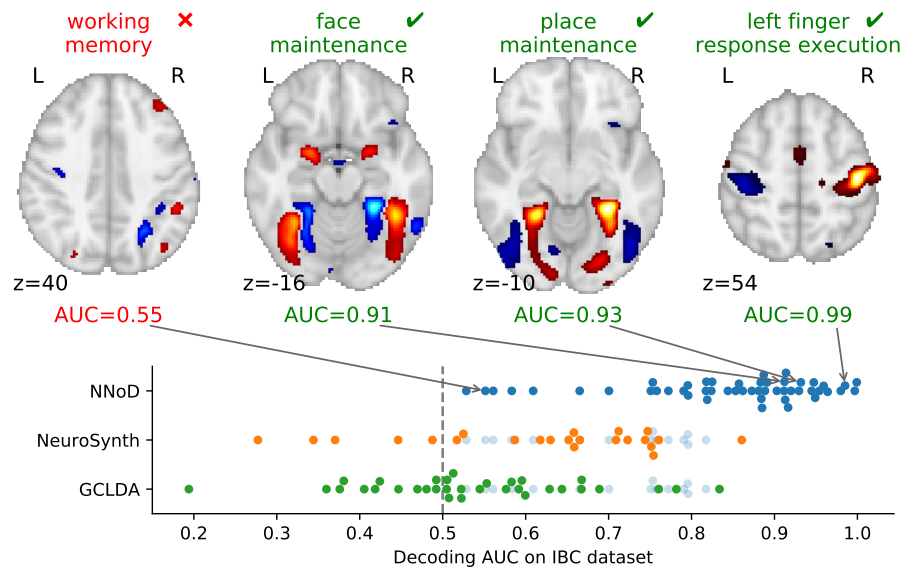 working ✖
memory
face ✔
maintenance
place ✔
maintenance
left finger ✔
response execution
L R
L R
L R
L R
z=40
z=-16
z=-10
z=54
AUC=0.55
AUC=0.91
AUC=0.93
AUC=0.99
NNoD
NeuroSynth
GCLDA
0.2 0.3 0.4 0.5 0.6 0.7 0.8 0.9 1.0
Decoding AUC on IBC dataset